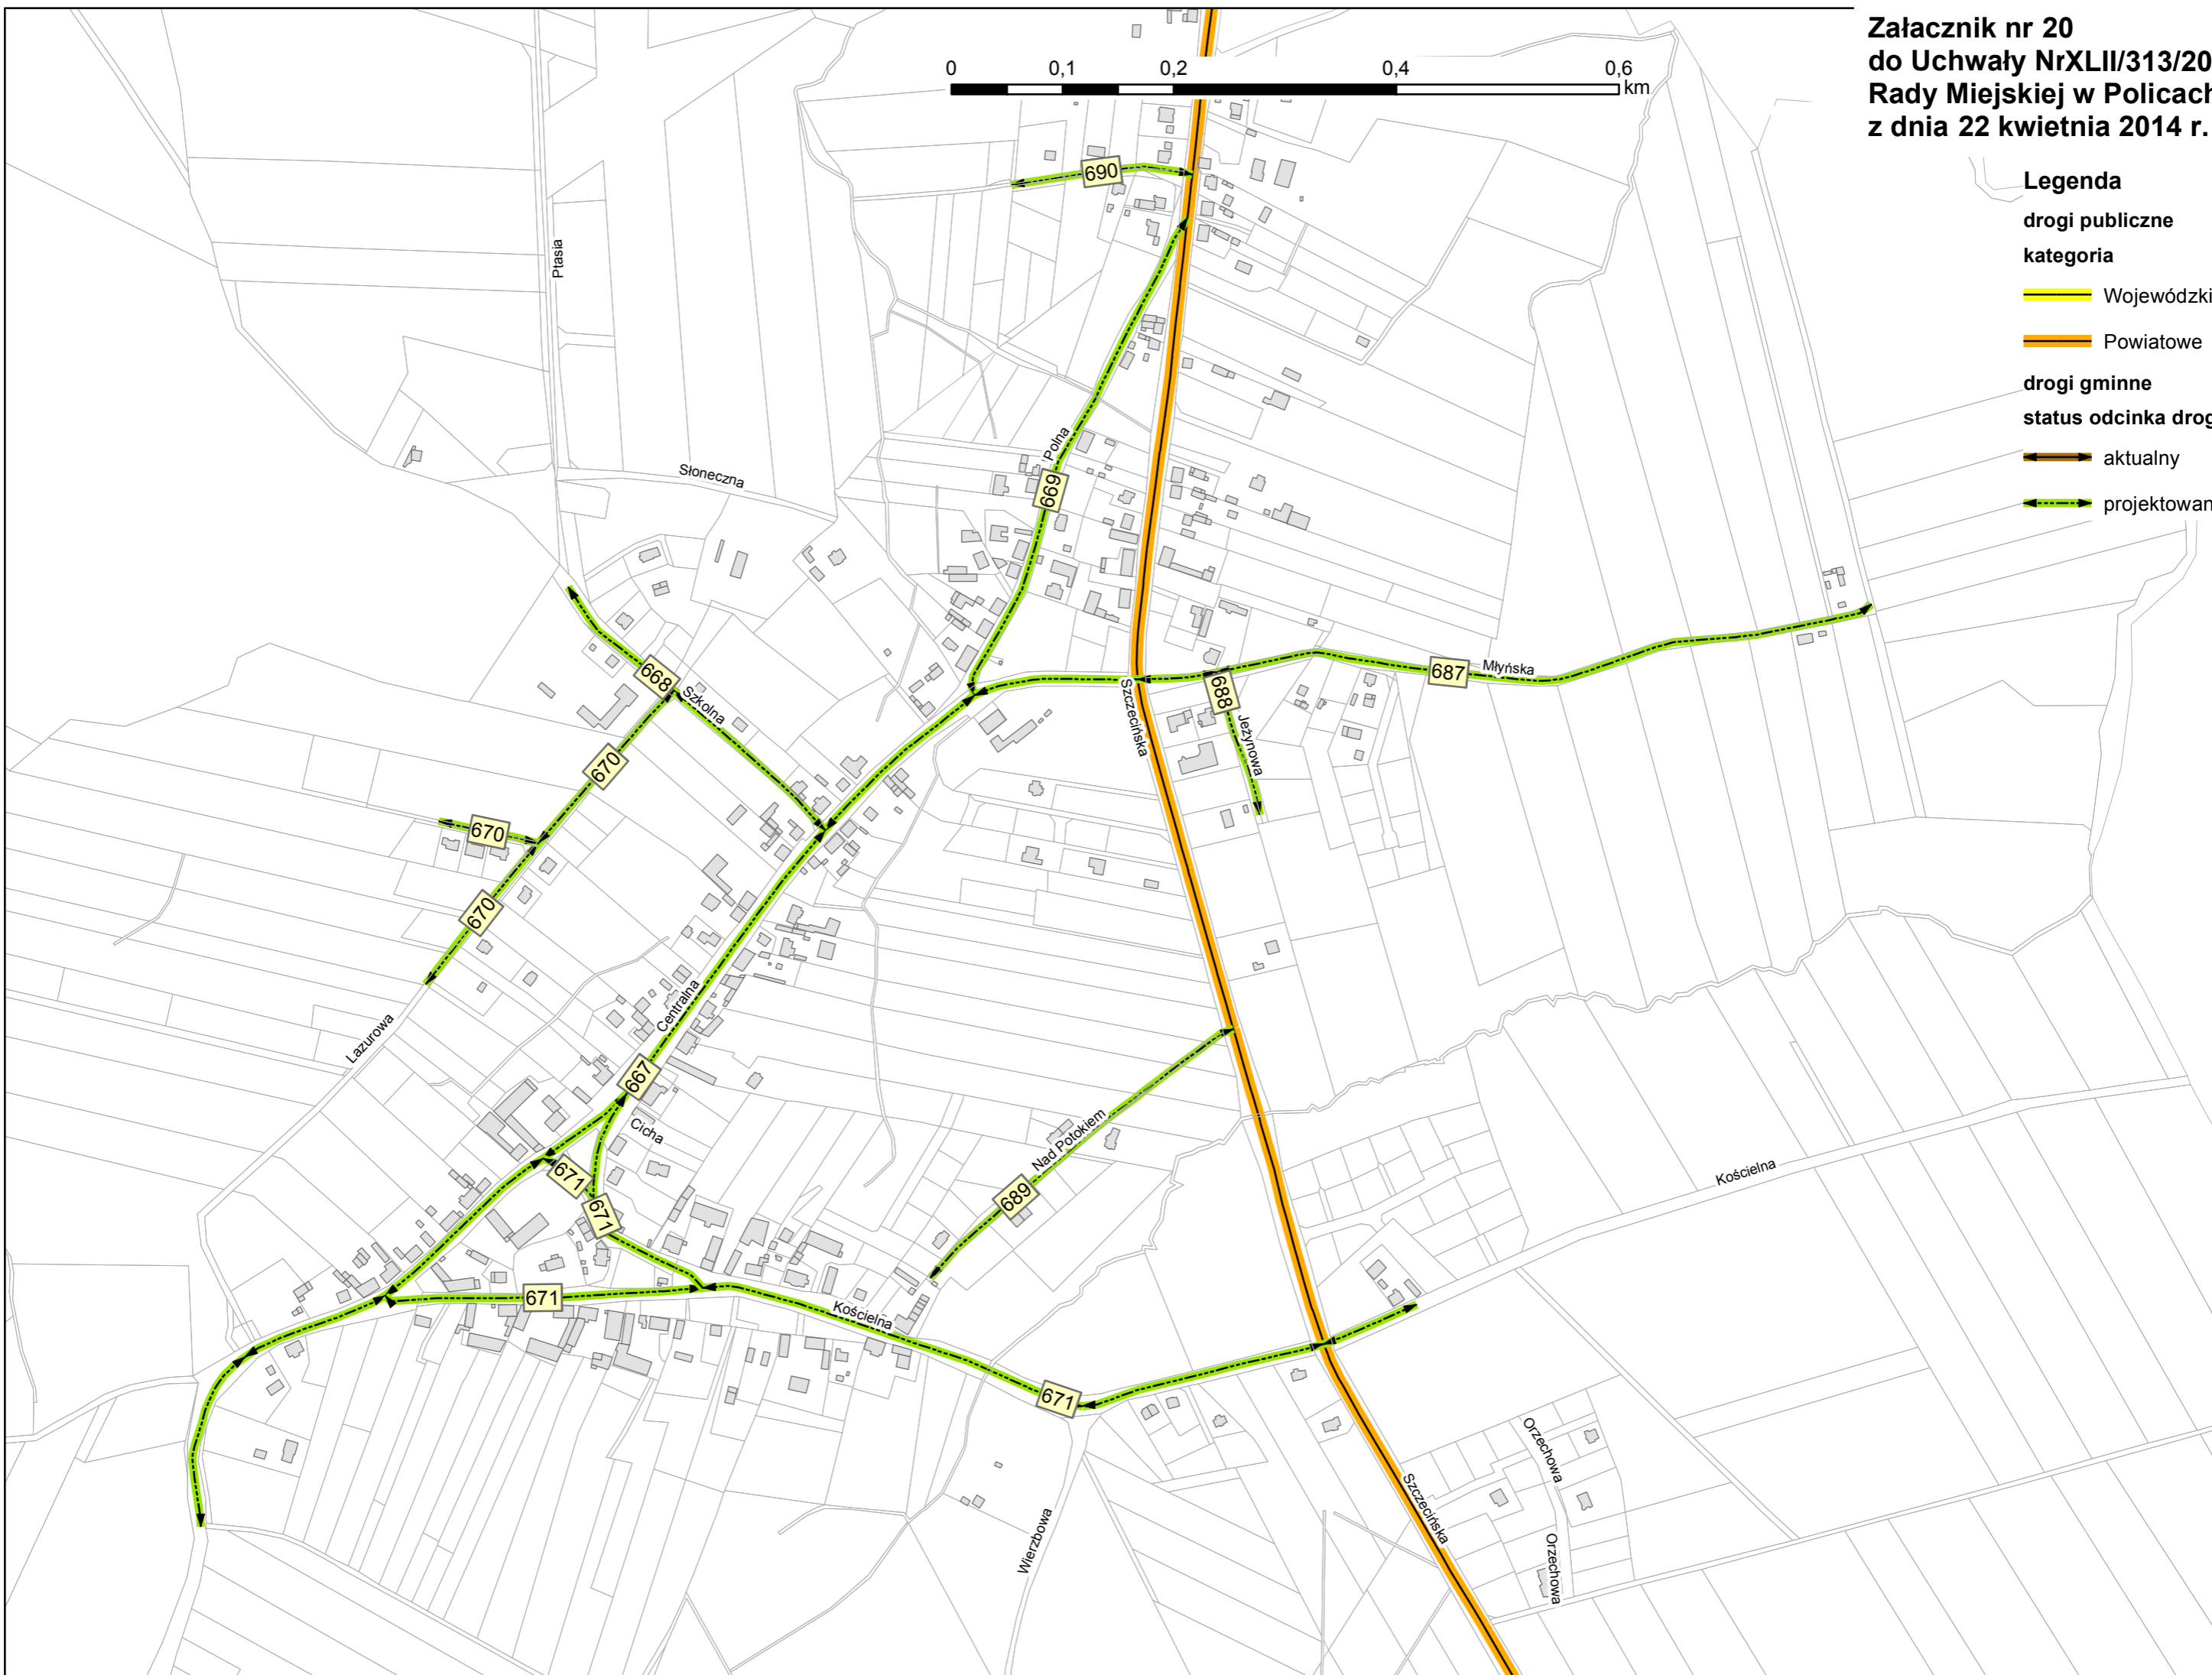 Załacznik nr 20
do Uchwały NrXLII/313/20
Rady Miejskiej w Policach
z dnia 22 kwietnia 2014 r.
0
0,1
0,2
0,4
0,6
km
Legenda
drogi publiczne
kategoria
Wojewódzki
Powiatowe
drogi gminne
status odcinka drog
aktualny
projektowan
690
Ptasia
Polna
669
Słoneczna
668
Szkolna
687
Młyńska
688
Jeżynowa
Szczecińska
670
670
670
Centralna
Lazurowa
667
Cicha
671
671
Nad Potokiem
689
Kościelna
671
Kościelna
671
Orzechowa
Szczecińska
Wierzbowa
Orzechowa